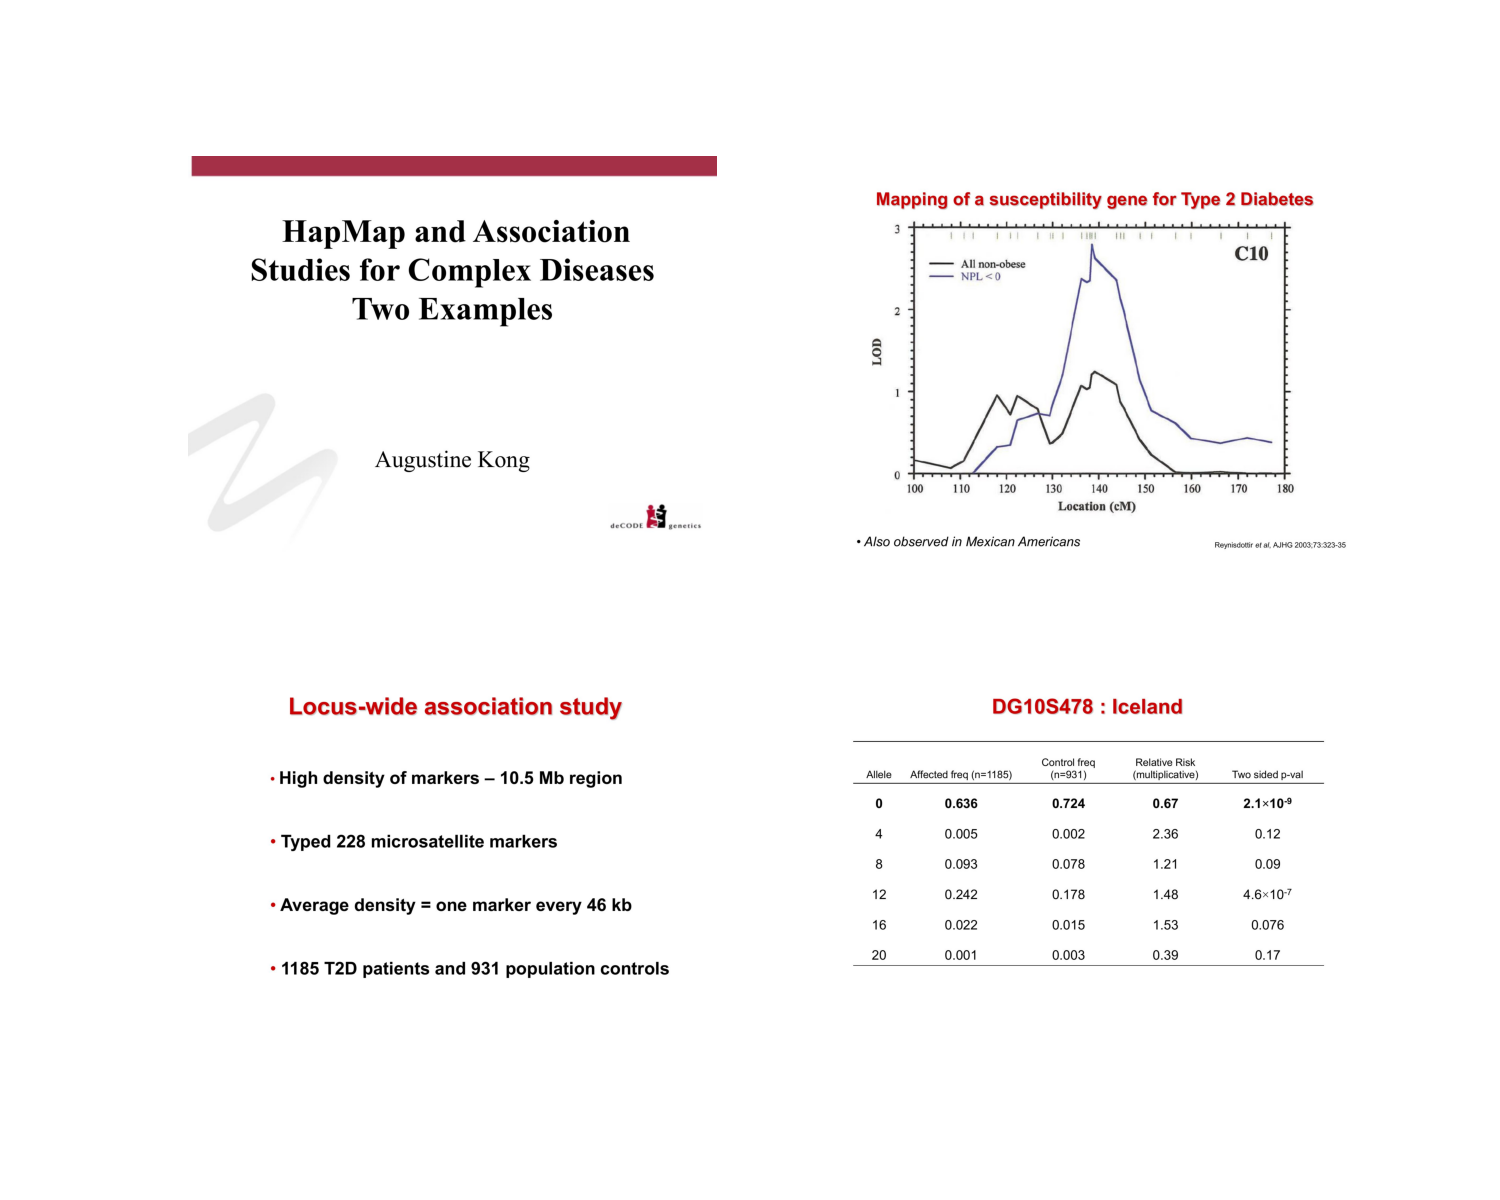 HapMap and Association
Studies for Complex Diseases
Two Examples
Augustine Kong
deCODE genetics
Mapping of a susceptibility gene for Type 2 Diabetes
C10
All non-obese
NPL < 0
3
2
1
0
LOD
100 110 120 130 140 150 160 170 180
Location (cM)
• Also observed in Mexican Americans
Reynisdottir et al, AJHG 2003;73:323-35
Locus-wide association study
• High density of markers – 10.5 Mb region
• Typed 228 microsatellite markers
• Average density = one marker every 46 kb
• 1185 T2D patients and 931 population controls
DG10S478 : Iceland
Control freq Relative Risk
Allele Affected freq (n=1185) (n=931) (multiplicative) Two sided p-val
0 0.636 0.724 0.67 2.1×10⁻⁹
4 0.005 0.002 2.36 0.12
8 0.093 0.078 1.21 0.09
12 0.242 0.178 1.48 4.6×10⁻⁷
16 0.022 0.015 1.53 0.076
20 0.001 0.003 0.39 0.17